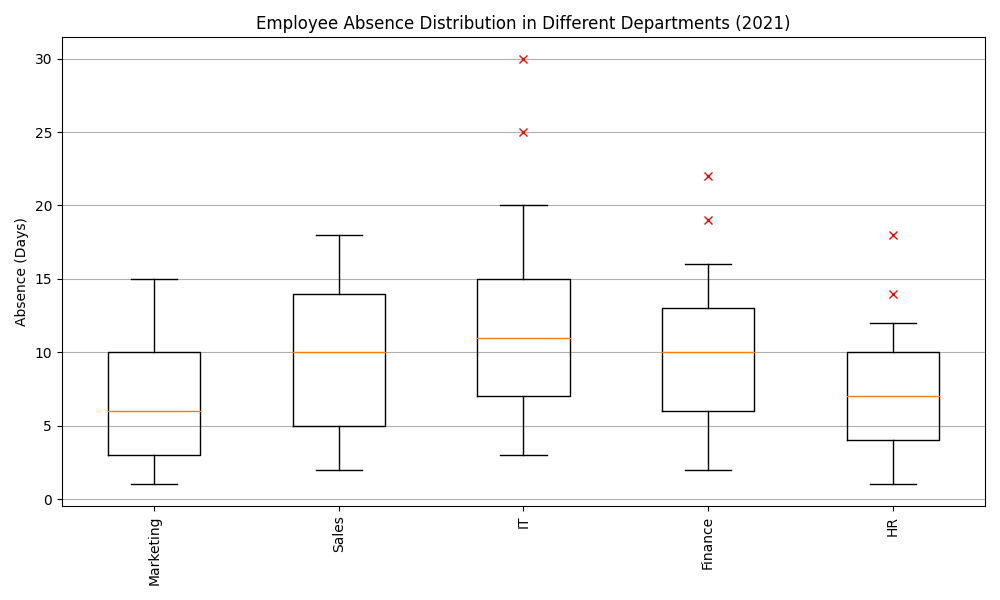 Employee Absence Distribution in Different Departments (2021)
Absence (Days)
30
25
20
15
10
5
0
Marketing
Sales
IT
Finance
HR